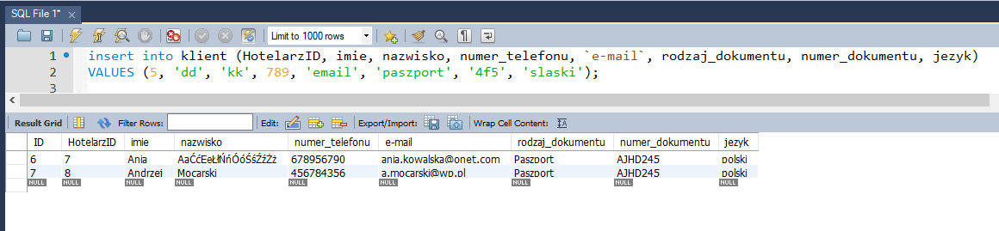 SQL File 1*
Limit to 1000 rows
1 insert into klient (HotelarzID, imie, nazwisko, numer_telefonu, `e-mail`, rodzaj_dokumentu, numer_dokumentu, jezyk)
2 VALUES (5, 'dd', 'kk', 789, 'email', 'paszport', '4f5', 'slaski');
3
Result Grid Filter Rows: Edit: Export/Import: Wrap Cell Content:
ID HotelarzID imie nazwisko numer_telefonu e-mail rodzaj_dokumentu numer_dokumentu jezyk
6 7 Ania AaĆćEeŁłŃńÓóŚśŹźŻż 678956790 ania.kowalska@onet.com Paszport AJHD245 polski
7 8 Andrzej Mocarski 456784356 a.mocarski@wp.pl Paszport AJHD245 polski
NULL NULL NULL NULL NULL NULL NULL NULL NULL